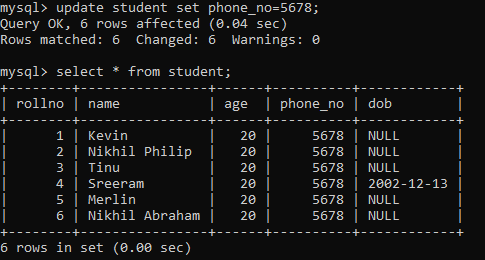 mysql> update student set phone_no=5678;
Query OK, 6 rows affected (0.04 sec)
Rows matched: 6  Changed: 6  Warnings: 0

mysql> select * from student;
+--------+----------------+------+----------+------------+
| rollno | name           | age  | phone_no | dob        |
+--------+----------------+------+----------+------------+
|      1 | Kevin          |   20 |     5678 | NULL       |
|      2 | Nikhil Philip  |   20 |     5678 | NULL       |
|      3 | Tinu           |   20 |     5678 | NULL       |
|      4 | Sreeram        |   20 |     5678 | 2002-12-13 |
|      5 | Merlin         |   20 |     5678 | NULL       |
|      6 | Nikhil Abraham |   20 |     5678 | NULL       |
+--------+----------------+------+----------+------------+
6 rows in set (0.00 sec)